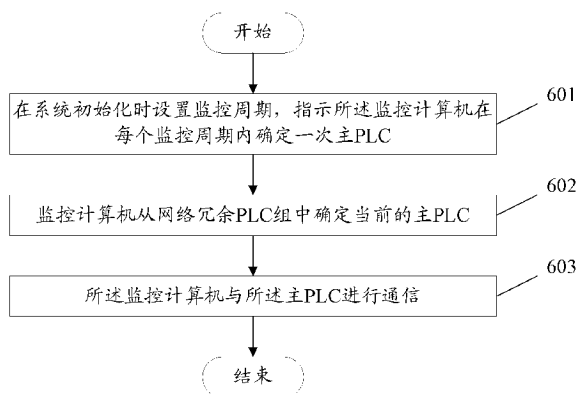 开始
在系统初始化时设置监控周期，指示所述监控计算机在
每个监控周期内确定一次主PLC
601
监控计算机从网络冗余PLC组中确定当前的主PLC
602
所述监控计算机与所述主PLC进行通信
603
结束